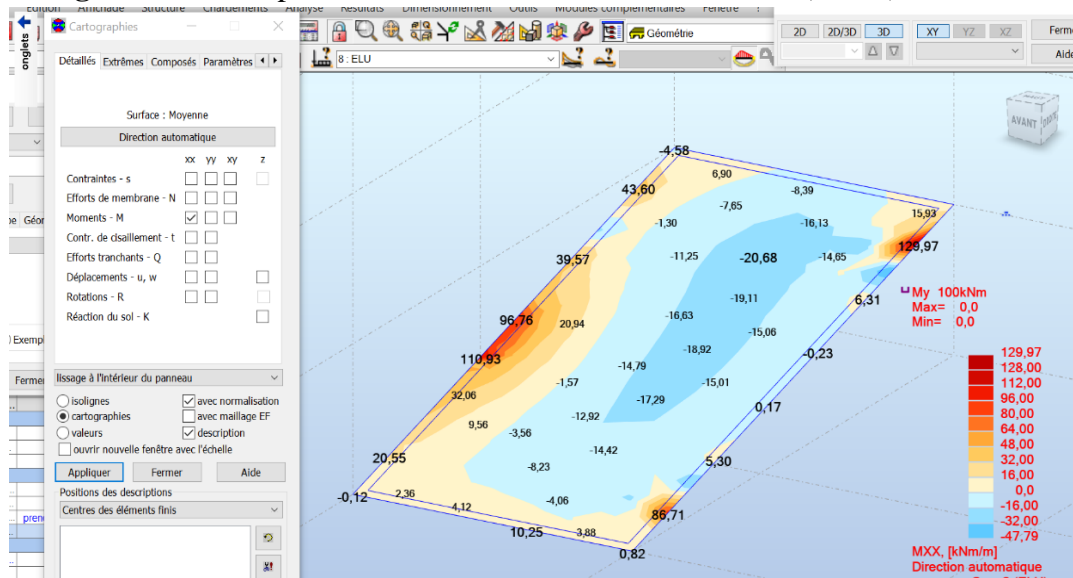 Edition Affichage Structure Chargements Analyse Résultats Dimensionnement Outils Modules complémentaires Fenêtre ?
onglets
Cartographies
Géométrie
8 : ELU
2D 2D/3D 3D XY YZ XZ
Aide
AVANT
Détaillés Extrêmes Composés Paramètres
Surface : Moyenne
Direction automatique
xx yy xy z
Contraintes - s
Efforts de membrane - N
Moments - M
Contr. de cisaillement - t
Efforts tranchants - Q
Déplacements - u, w
Rotations - R
Réaction du sol - K
lissage à l'intérieur du panneau
isolignes
avec normalisation
cartographies
avec maillage EF
valeurs
description
ouvrir nouvelle fenêtre avec l'échelle
Appliquer Fermer Aide
Positions des descriptions
Centres des éléments finis
-4,58
6,90
43,60
-8,39
-7,65
15,93
-1,30
-16,13
129,97
39,57
-11,25
-20,68
-14,65
-19,11
6,31
96,76
20,94
-16,63
-15,06
110,93
-18,92
-0,23
-14,79
-1,57
-15,01
32,06
-17,29
0,17
-12,92
9,56
-3,56
-14,42
20,55
5,30
-8,23
-0,12
2,36
4,12
-4,06
86,71
10,25
3,88
0,82
My 100kNm
Max= 0,0
Min= 0,0
129,97
128,00
112,00
96,00
80,00
64,00
48,00
32,00
16,00
0,0
-16,00
-32,00
-47,79
MXX, [kNm/m]
Direction automatique